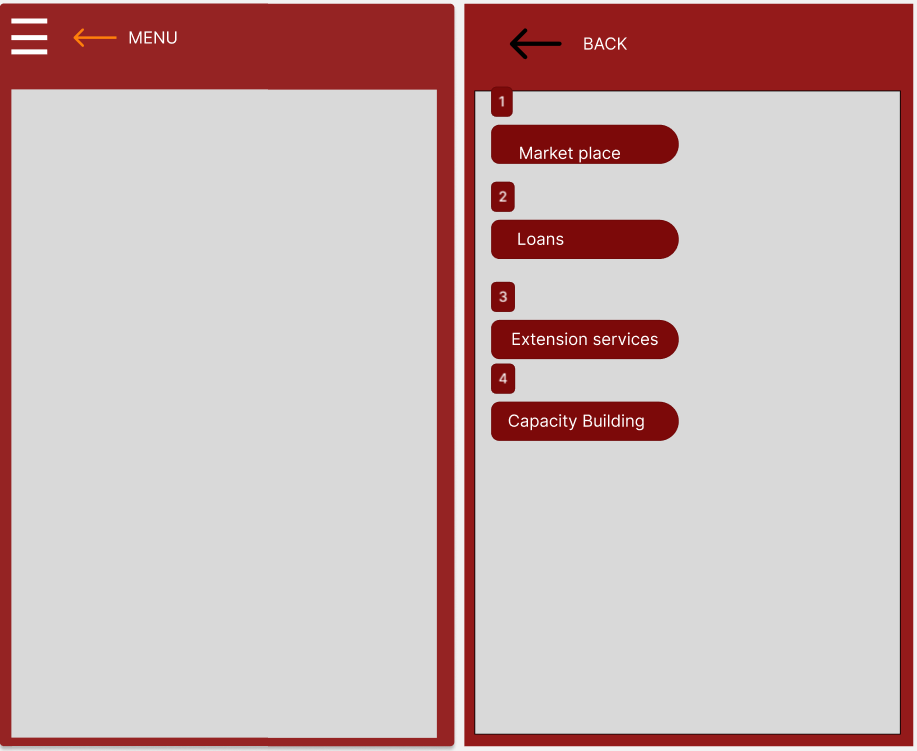 MENU
BACK
1
Market place
2
Loans
3
Extension services
4
Capacity Building